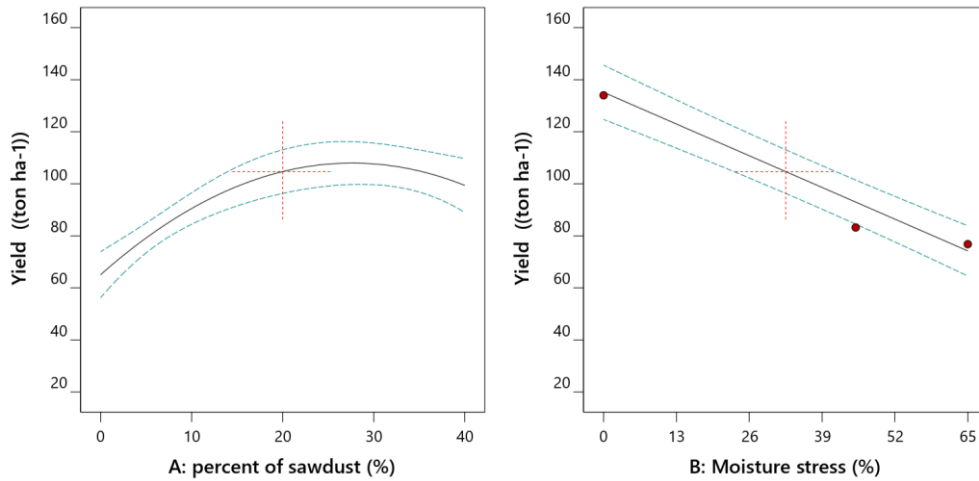 160
140
120
100
80
60
40
20
Yield ((ton ha-1))
0 10 20 30 40
A: percent of sawdust (%)
160
140
120
100
80
60
40
20
Yield ((ton ha-1))
0 13 26 39 52 65
B: Moisture stress (%)